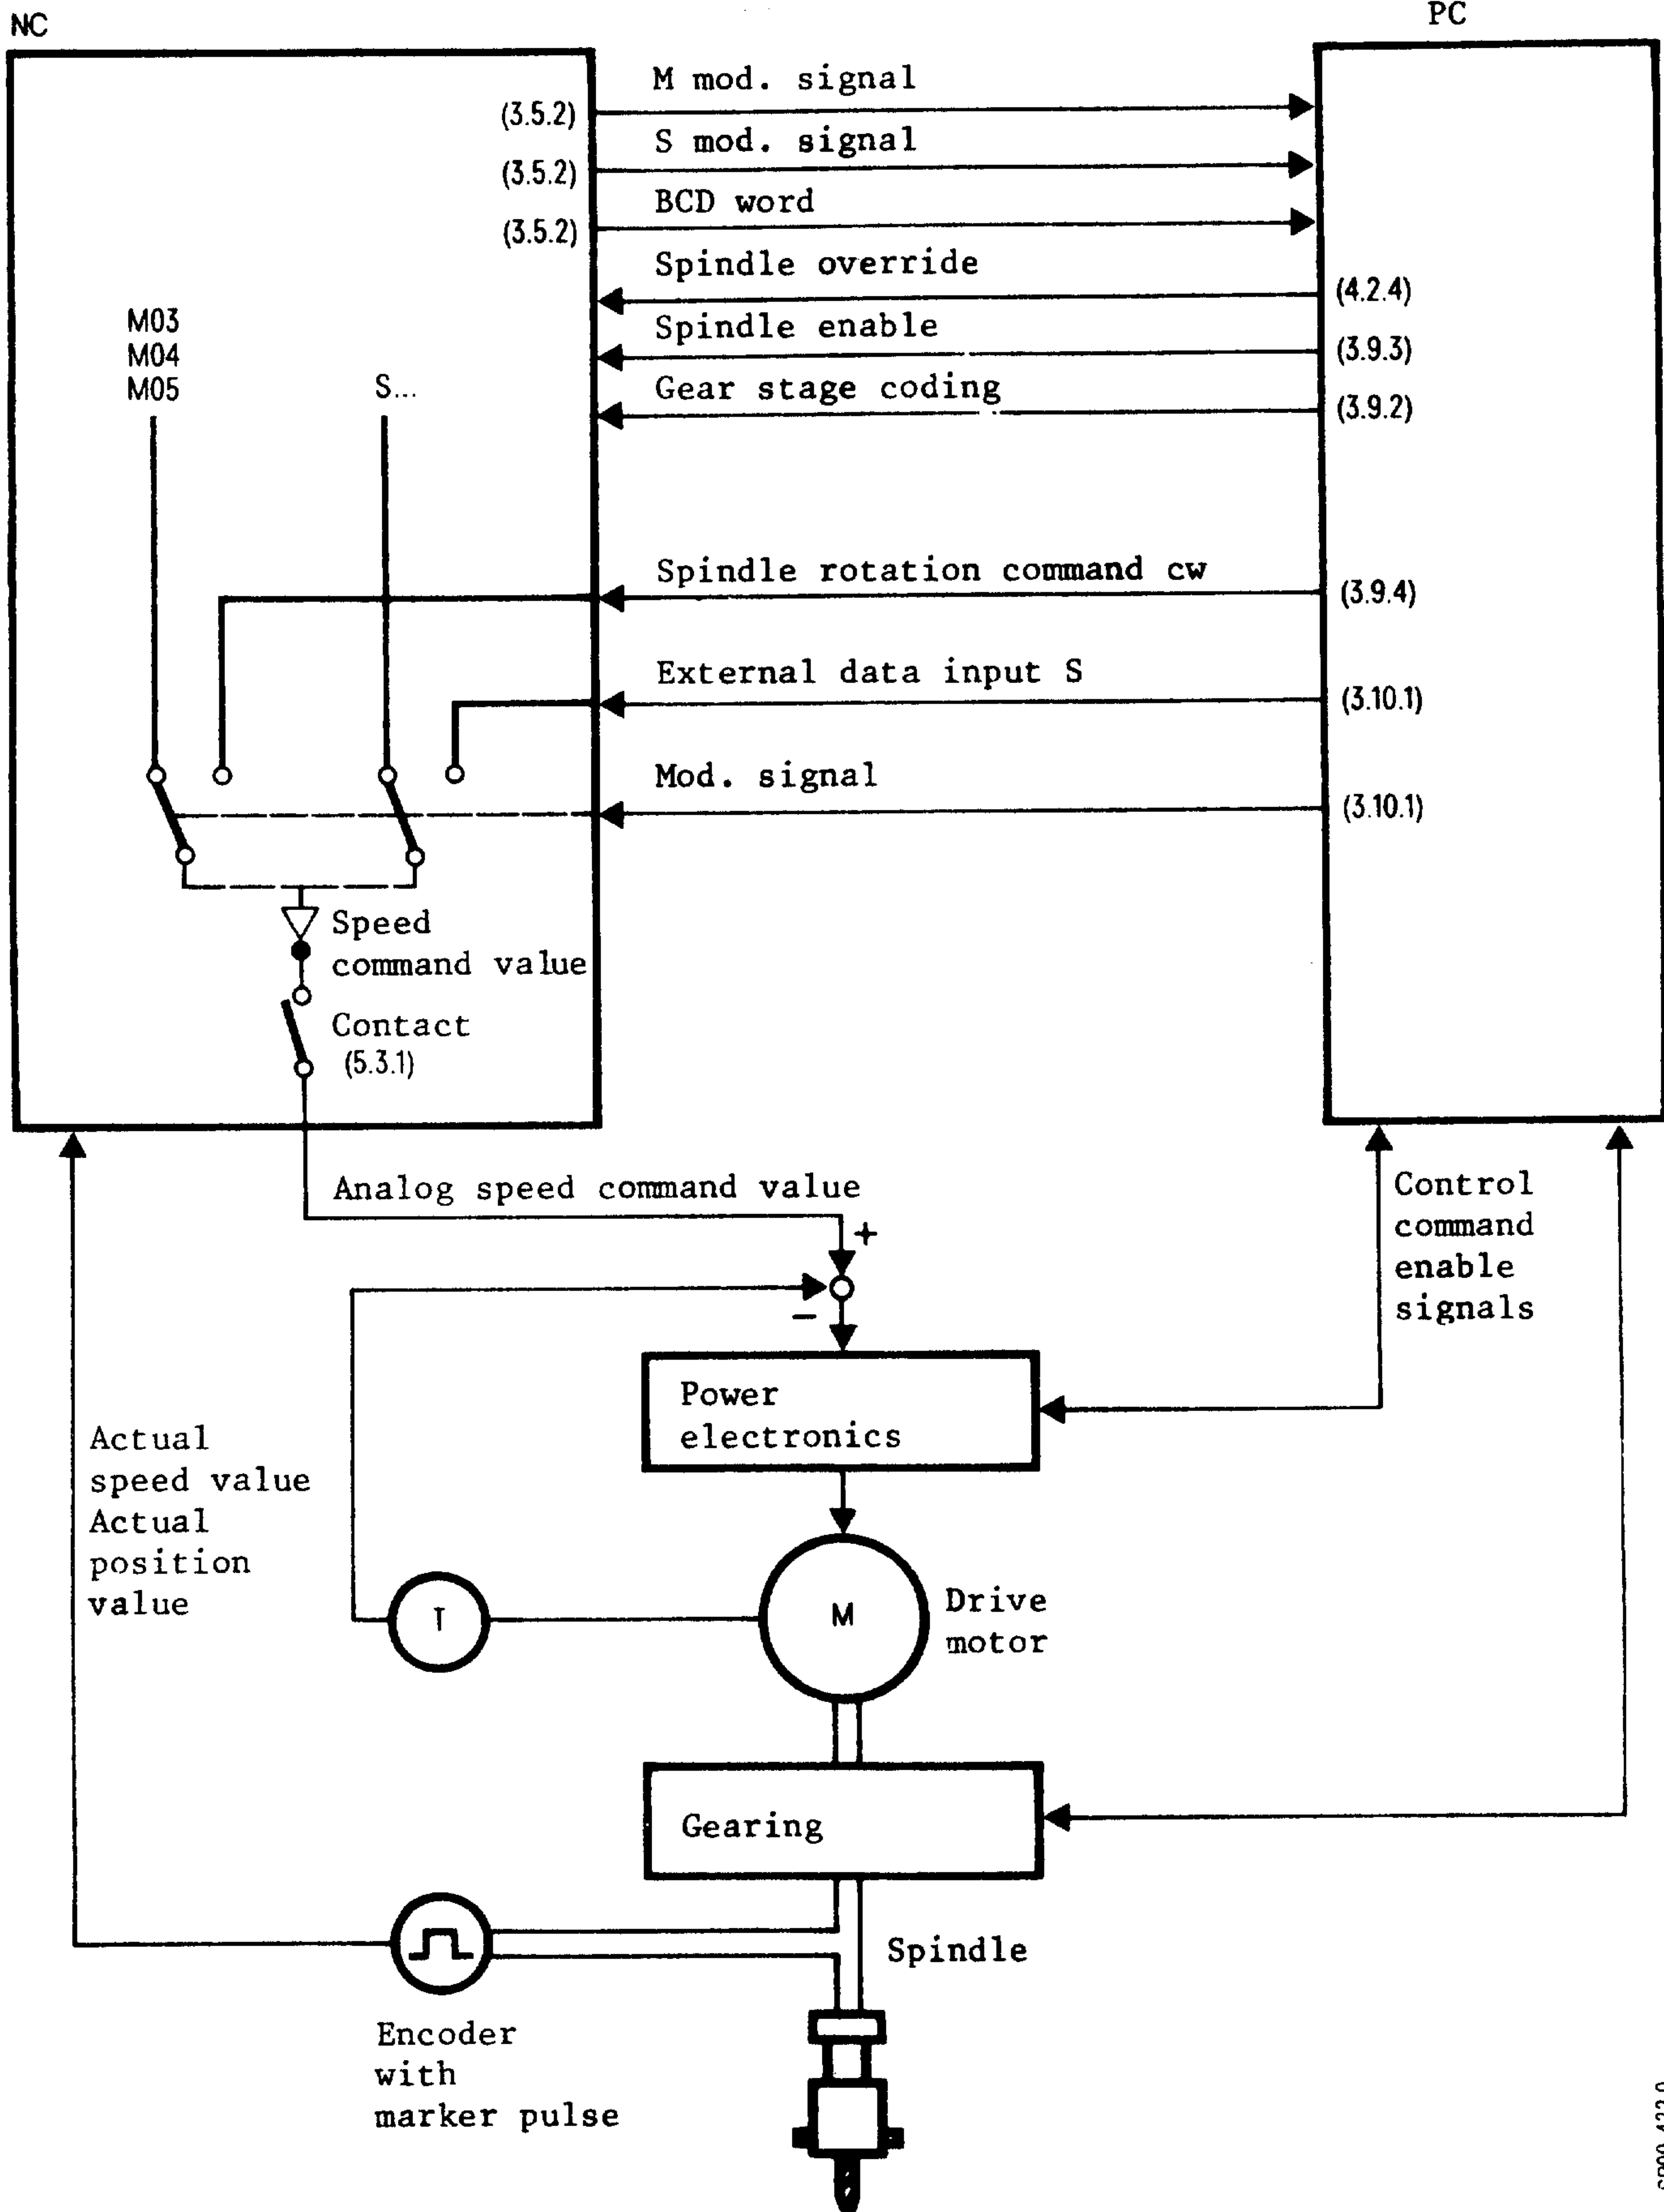 NC
PC
M mod. signal
(3.5.2)
S mod. signal
(3.5.2)
BCD word
(3.5.2)
Spindle override
(4.2.4)
M03
Spindle enable
(3.9.3)
M04
M05
S...
Gear stage coding
(3.9.2)
Spindle rotation command cw
(3.9.4)
External data input S
(3.10.1)
Mod. signal
(3.10.1)
Speed
command value
Contact
(5.3.1)
Analog speed command value
+
−
Control
command
enable
signals
Power
electronics
Actual
speed value
Actual
position
value
T
M
Drive
motor
Gearing
Spindle
Encoder
with
marker pulse